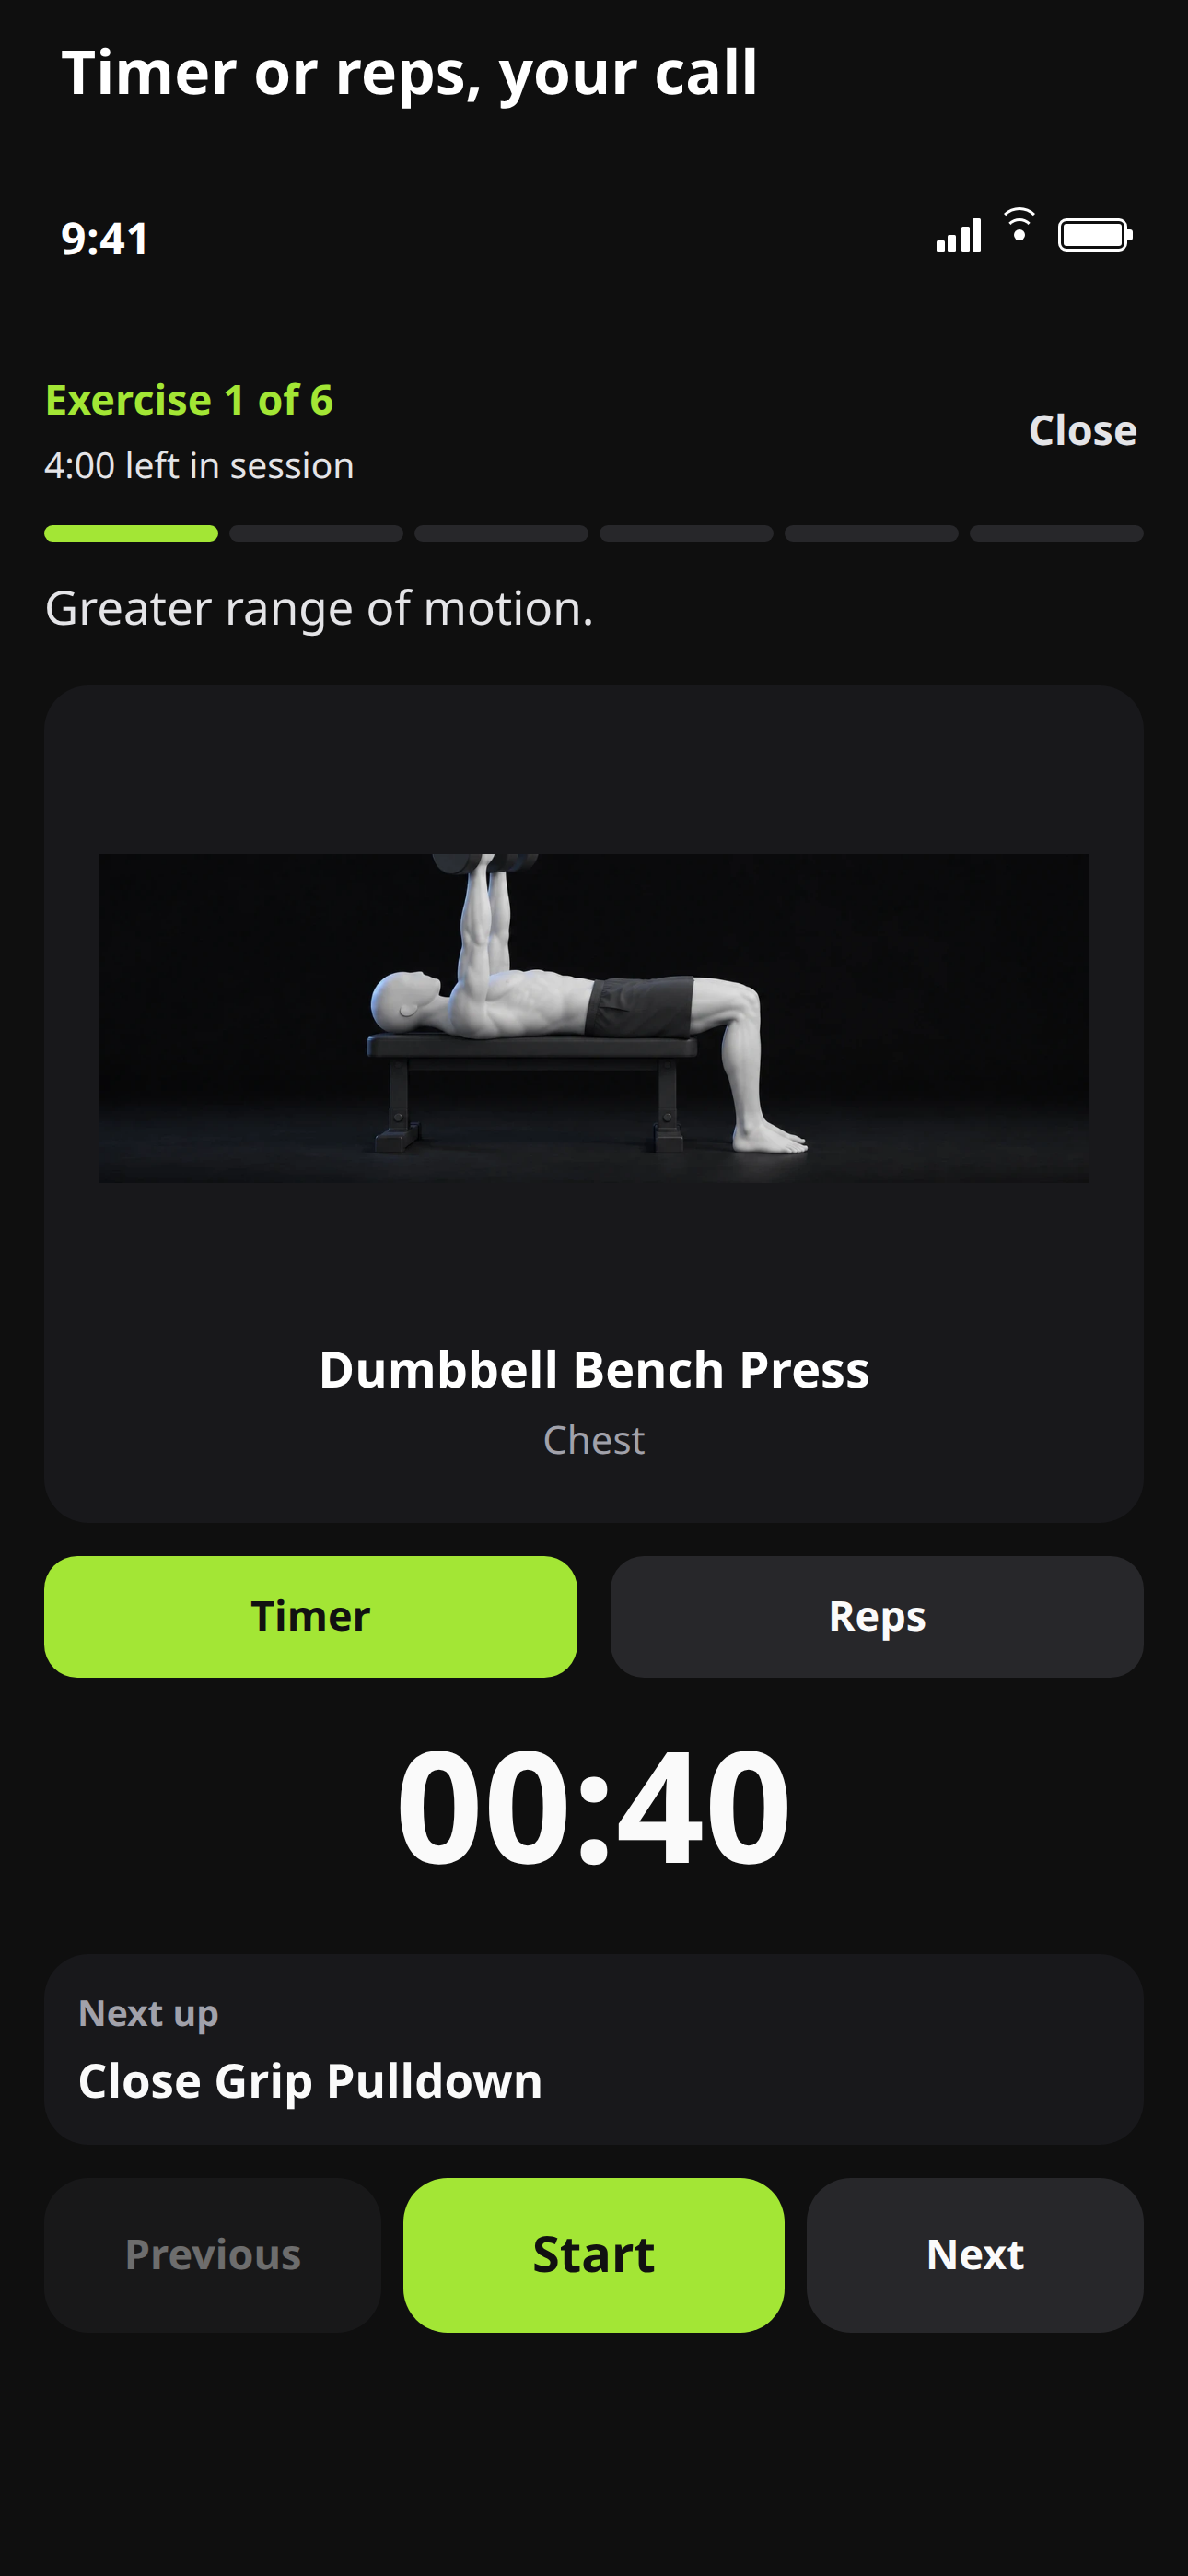 Timer or reps, your call
9:41
Exercise 1 of 6
Close
4:00 left in session
Greater range of motion.
Dumbbell Bench Press
Chest
Timer
Reps
00:40
Next up
Close Grip Pulldown
Previous
Start
Next